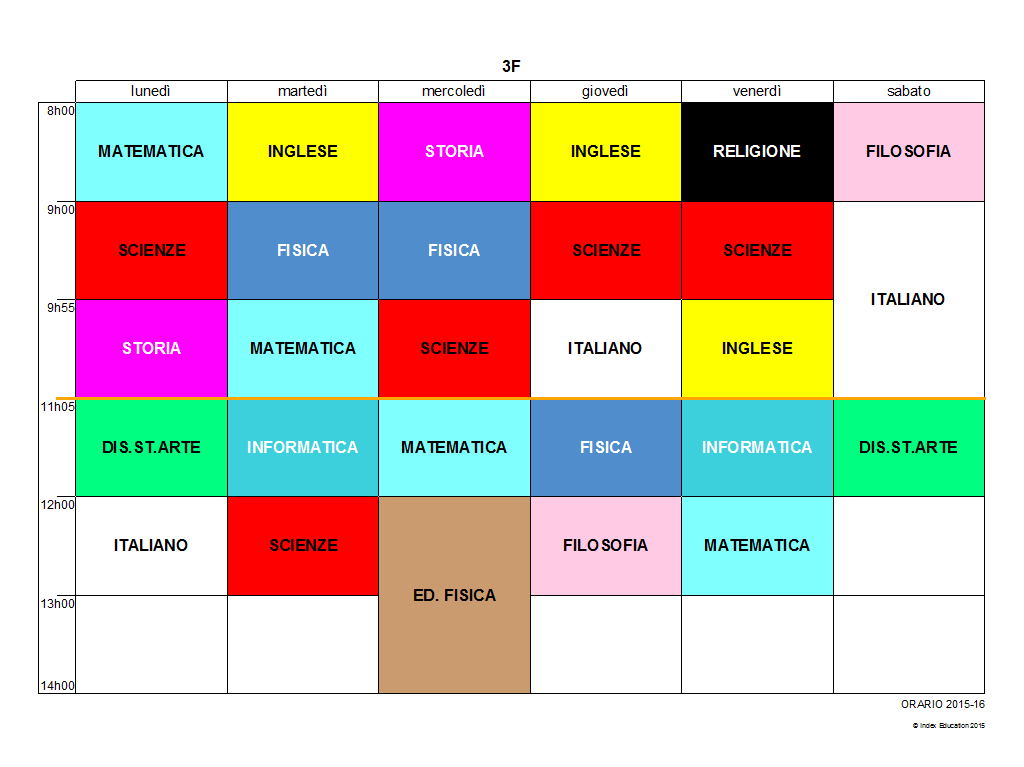 3F
lunedì martedì mercoledì giovedì venerdì sabato
8h00
MATEMATICA INGLESE STORIA INGLESE RELIGIONE FILOSOFIA
9h00
SCIENZE FISICA FISICA SCIENZE SCIENZE
ITALIANO
9h55
STORIA MATEMATICA SCIENZE ITALIANO INGLESE
11h05
DIS.ST.ARTE INFORMATICA MATEMATICA FISICA INFORMATICA DIS.ST.ARTE
12h00
ITALIANO SCIENZE FILOSOFIA MATEMATICA
ED. FISICA
13h00
14h00
ORARIO 2015-16
© Index Education 2015